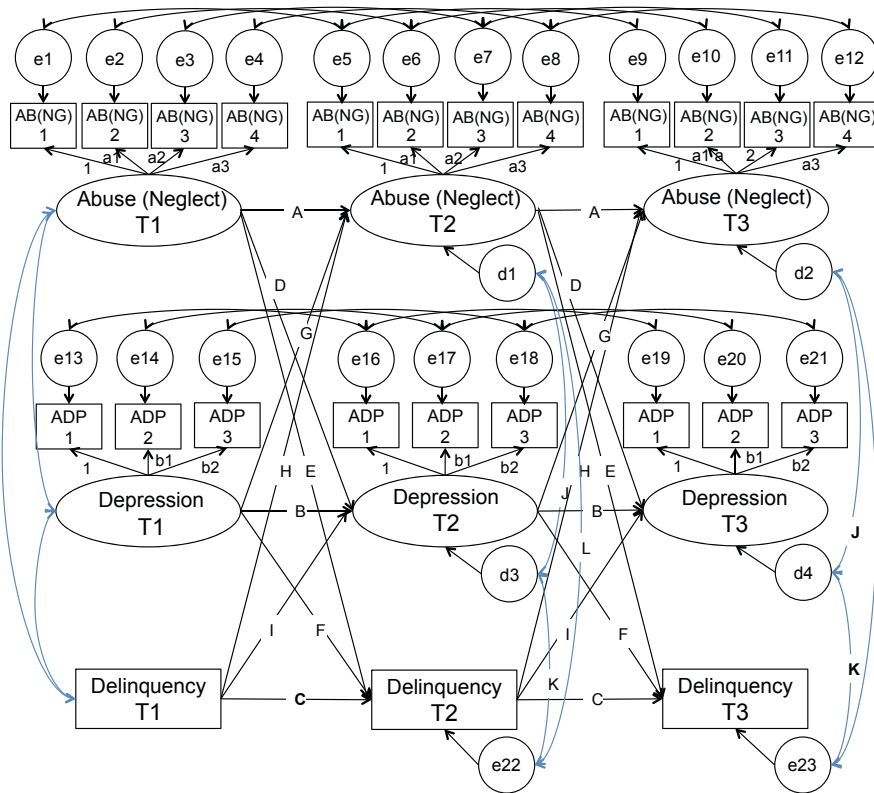 e1 e2 e3 e4 e5 e6 e7 e8 e9 e10 e11 e12
AB(NG) AB(NG) AB(NG) AB(NG) AB(NG) AB(NG) AB(NG) AB(NG) AB(NG) AB(NG) AB(NG) AB(NG)
1 2 3 4 1 2 3 4 1 2 3 4
1 a1 a2 a3 1 a1 a2 a3 1 a1 a 2 a3
Abuse (Neglect) Abuse (Neglect) Abuse (Neglect)
T1 A T2 A T3
d1 d2
D D
G G
e13 e14 e15 e16 e17 e18 e19 e20 e21
ADP ADP ADP ADP ADP ADP ADP ADP ADP
1 2 3 1 2 3 1 2 3
1 b1 b2 1 b1 b2 1 b1 b2
H E H E
J
Depression Depression Depression
T1 B T2 B T3
J
L
d3 d4
I F I F
K K
Delinquency Delinquency Delinquency
T1 C T2 C T3
e22 e23